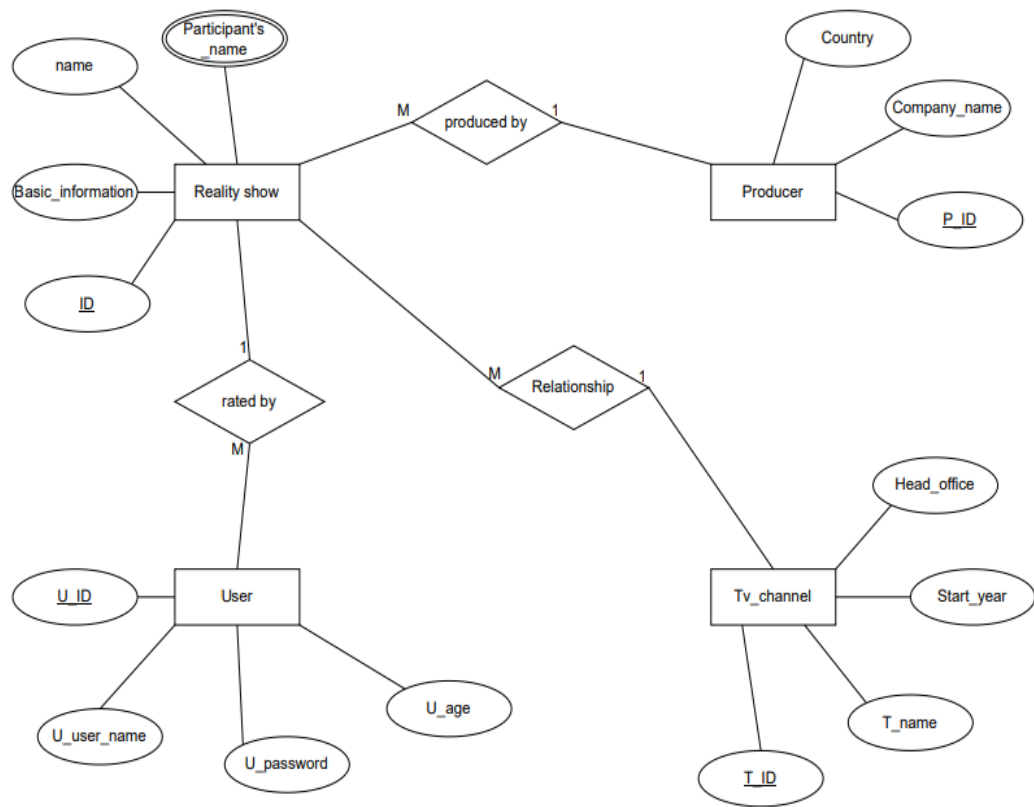 Participant's
_name
Country
name
Company_name
M
produced by
1
Basic_information
Reality show
Producer
P_ID
ID
1
rated by
M
M
Relationship
1
Head_office
U_ID
User
Tv_channel
Start_year
U_age
U_user_name
T_name
U_password
T_ID